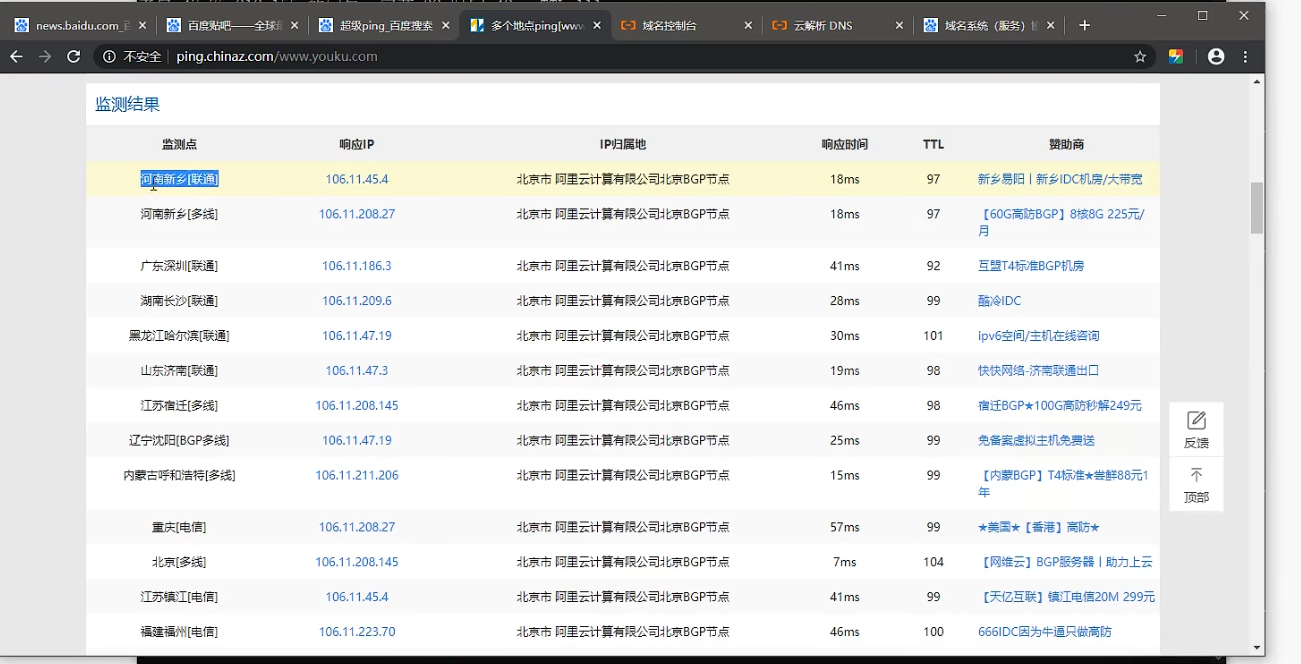 news.baidu.com_百
百度贴吧——全球最
超级ping_百度搜索
多个地点ping[www
域名控制台
云解析 DNS
域名系统（服务）协
不安全 ping.chinaz.com/www.youku.com
监测结果
监测点 响应IP IP归属地 响应时间 TTL 赞助商
河南新乡[联通] 106.11.45.4 北京市 阿里云计算有限公司北京BGP节点 18ms 97 新乡易阳丨新乡IDC机房/大带宽
河南新乡[多线] 106.11.208.27 北京市 阿里云计算有限公司北京BGP节点 18ms 97 【60G高防BGP】8核8G 225元/
月
广东深圳[联通] 106.11.186.3 北京市 阿里云计算有限公司北京BGP节点 41ms 92 互盟T4标准BGP机房
湖南长沙[联通] 106.11.209.6 北京市 阿里云计算有限公司北京BGP节点 28ms 99 酷冷IDC
黑龙江哈尔滨[联通] 106.11.47.19 北京市 阿里云计算有限公司北京BGP节点 30ms 101 ipv6空间/主机在线咨询
山东济南[联通] 106.11.47.3 北京市 阿里云计算有限公司北京BGP节点 19ms 98 快快网络-济南联通出口
江苏宿迁[多线] 106.11.208.145 北京市 阿里云计算有限公司北京BGP节点 46ms 98 宿迁BGP★100G高防秒解249元
辽宁沈阳[BGP多线] 106.11.47.19 北京市 阿里云计算有限公司北京BGP节点 25ms 99 免备案虚拟主机免费送
内蒙古呼和浩特[多线] 106.11.211.206 北京市 阿里云计算有限公司北京BGP节点 15ms 99 【内蒙BGP】T4标准★尝鲜88元1
年
重庆[电信] 106.11.208.27 北京市 阿里云计算有限公司北京BGP节点 57ms 99 ★美国★【香港】高防★
北京[多线] 106.11.208.145 北京市 阿里云计算有限公司北京BGP节点 7ms 104 【网维云】BGP服务器丨助力上云
江苏镇江[电信] 106.11.45.4 北京市 阿里云计算有限公司北京BGP节点 41ms 99 【天亿互联】镇江电信20M 299元
福建福州[电信] 106.11.223.70 北京市 阿里云计算有限公司北京BGP节点 46ms 100 666IDC因为牛逼只做高防
反馈
顶部